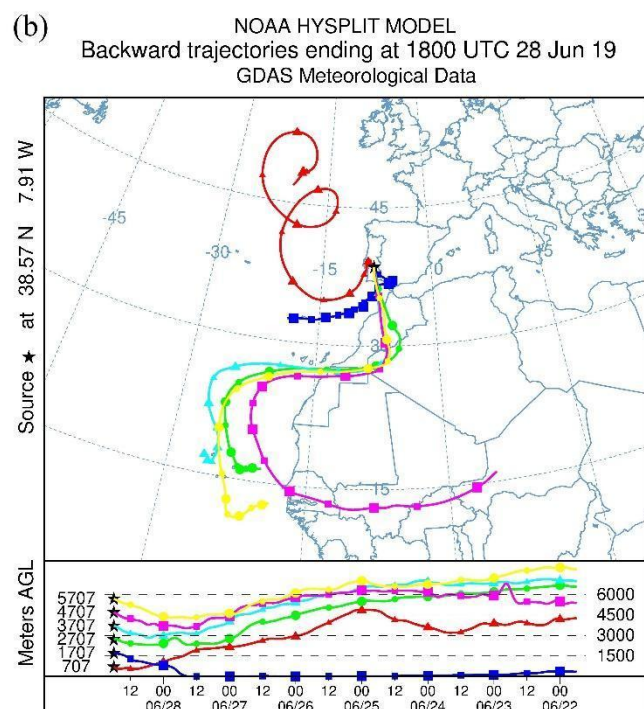 (b)
NOAA HYSPLIT MODEL
Backward trajectories ending at 1800 UTC 28 Jun 19
GDAS Meteorological Data
Source ★ at 38.57 N 7.91 W
-45
-30
-15
0
15
45
30
15
Meters AGL
5707
4707
3707
2707
1707
707
6000
4500
3000
1500
12 00 12 00 12 00 12 00 12 00 12 00 12 00
06/28 06/27 06/26 06/25 06/24 06/23 06/22